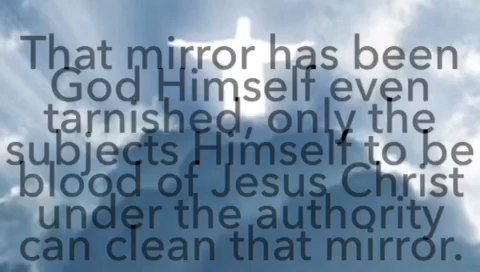 That mirror has been
God Himself even
tarnished, only the
subjects Himself to be
blood of Jesus Christ
under the authority
can clean that mirror.